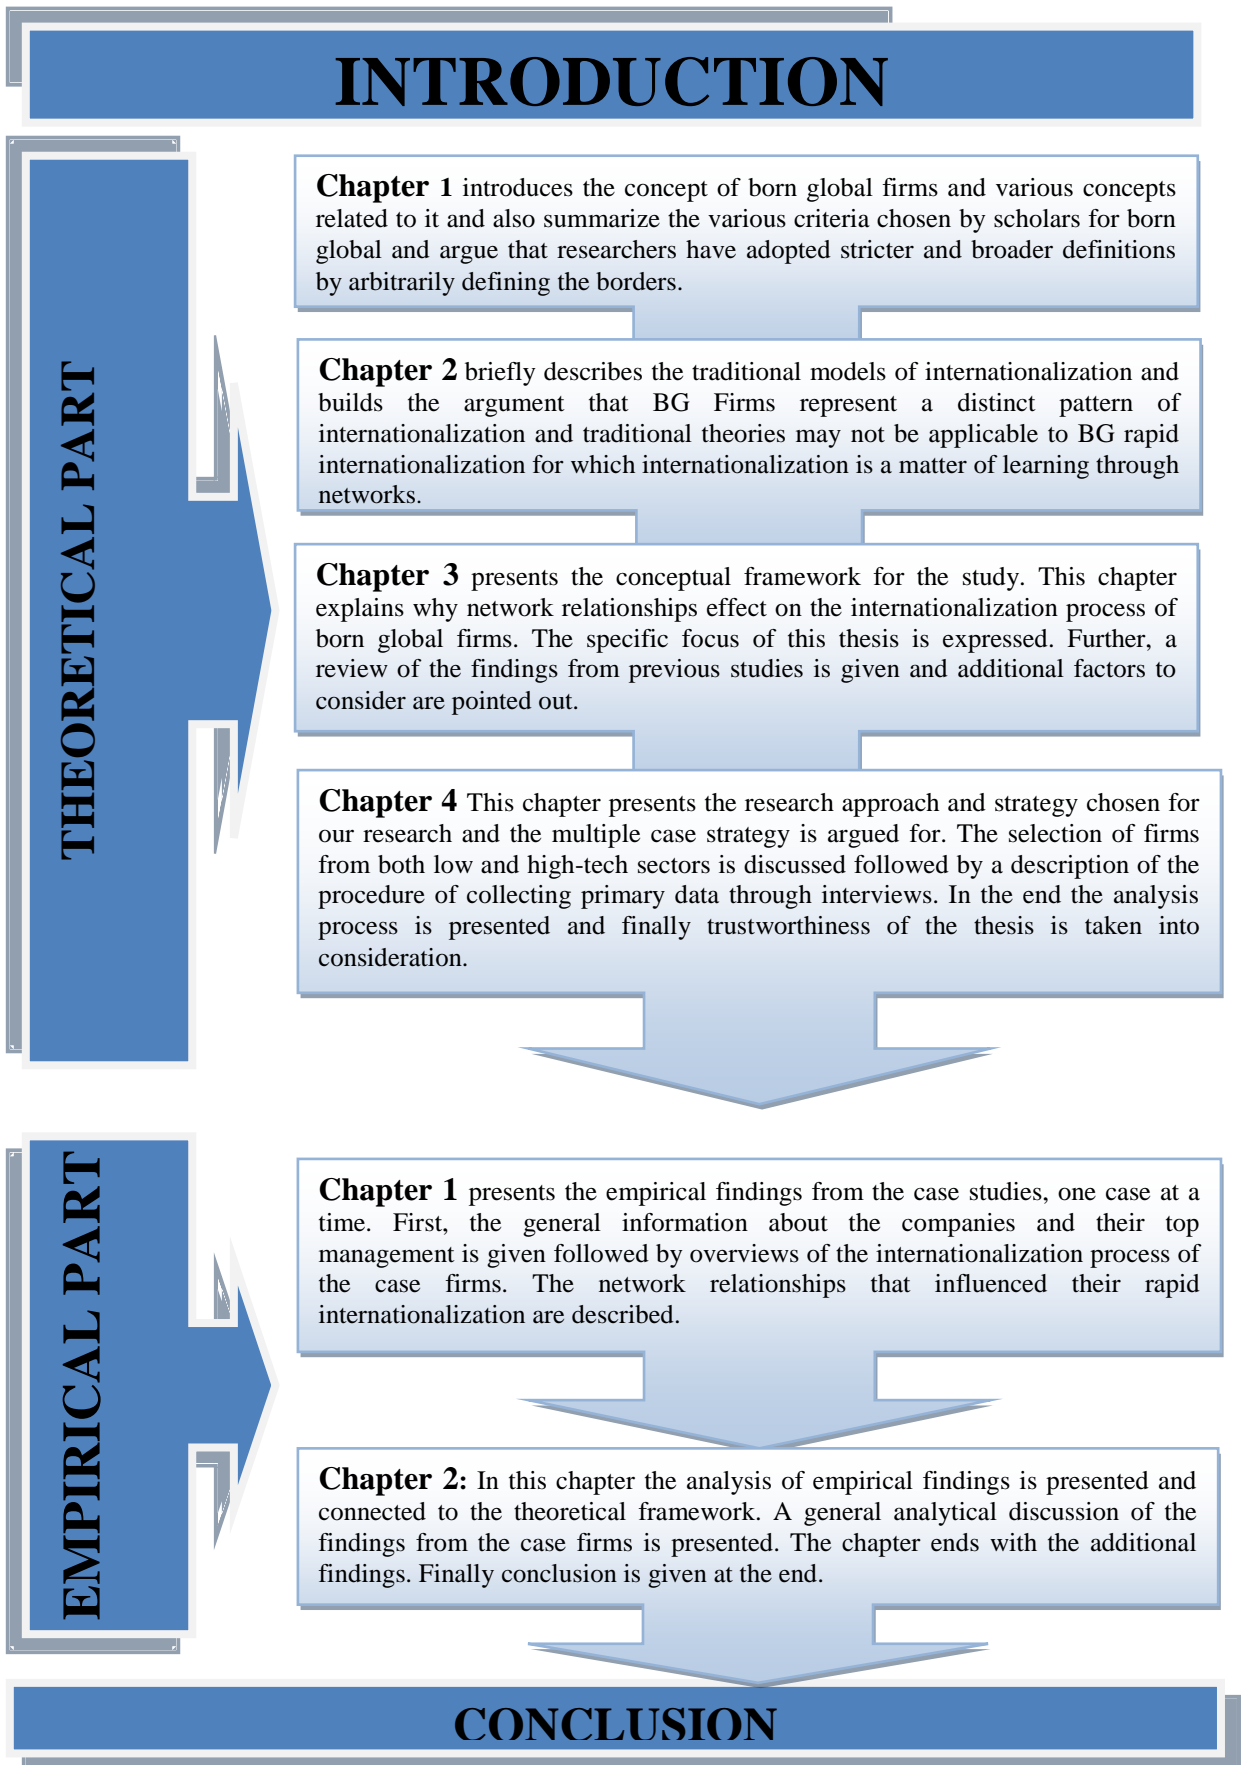 INTRODUCTION
THEORETICAL PART
Chapter 1 introduces the concept of born global firms and various concepts
related to it and also summarize the various criteria chosen by scholars for born
global and argue that researchers have adopted stricter and broader definitions
by arbitrarily defining the borders.
Chapter 2 briefly describes the traditional models of internationalization and
builds the argument that BG Firms represent a distinct pattern of
internationalization and traditional theories may not be applicable to BG rapid
internationalization for which internationalization is a matter of learning through
networks.
Chapter 3 presents the conceptual framework for the study. This chapter
explains why network relationships effect on the internationalization process of
born global firms. The specific focus of this thesis is expressed. Further, a
review of the findings from previous studies is given and additional factors to
consider are pointed out.
Chapter 4 This chapter presents the research approach and strategy chosen for
our research and the multiple case strategy is argued for. The selection of firms
from both low and high-tech sectors is discussed followed by a description of the
procedure of collecting primary data through interviews. In the end the analysis
process is presented and finally trustworthiness of the thesis is taken into
consideration.
EMPIRICAL PART
Chapter 1 presents the empirical findings from the case studies, one case at a
time. First, the general information about the companies and their top
management is given followed by overviews of the internationalization process of
the case firms. The network relationships that influenced their rapid
internationalization are described.
Chapter 2: In this chapter the analysis of empirical findings is presented and
connected to the theoretical framework. A general analytical discussion of the
findings from the case firms is presented. The chapter ends with the additional
findings. Finally conclusion is given at the end.
CONCLUSION